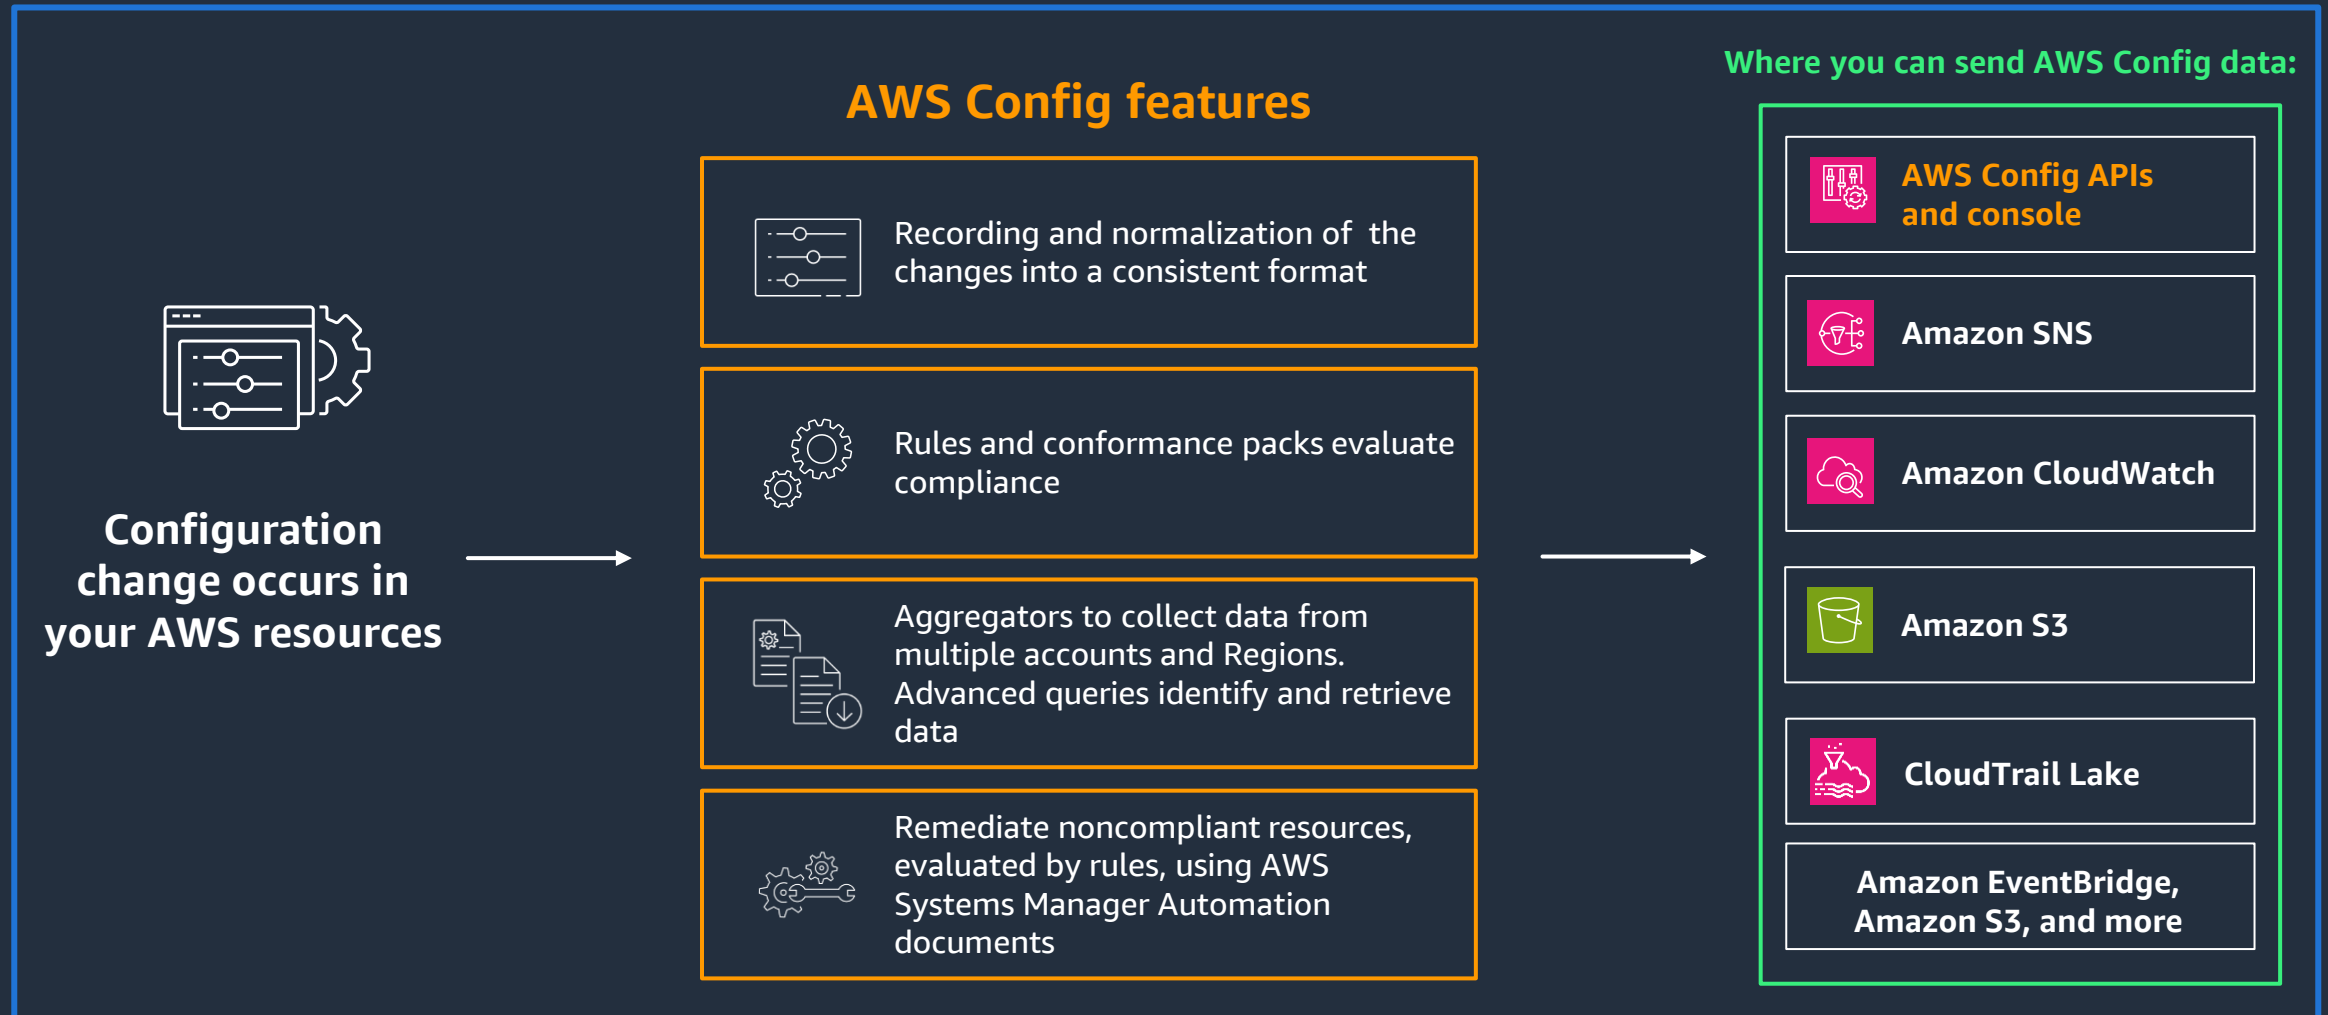 Configuration
change occurs in
your AWS resources
AWS Config features
Recording and normalization of  the
changes into a consistent format
Rules and conformance packs evaluate
compliance
Aggregators to collect data from
multiple accounts and Regions.
Advanced queries identify and retrieve
data
Remediate noncompliant resources,
evaluated by rules, using AWS
Systems Manager Automation
documents
Where you can send AWS Config data:
AWS Config APIs
and console
Amazon SNS
Amazon CloudWatch
Amazon S3
CloudTrail Lake
Amazon EventBridge,
Amazon S3, and more